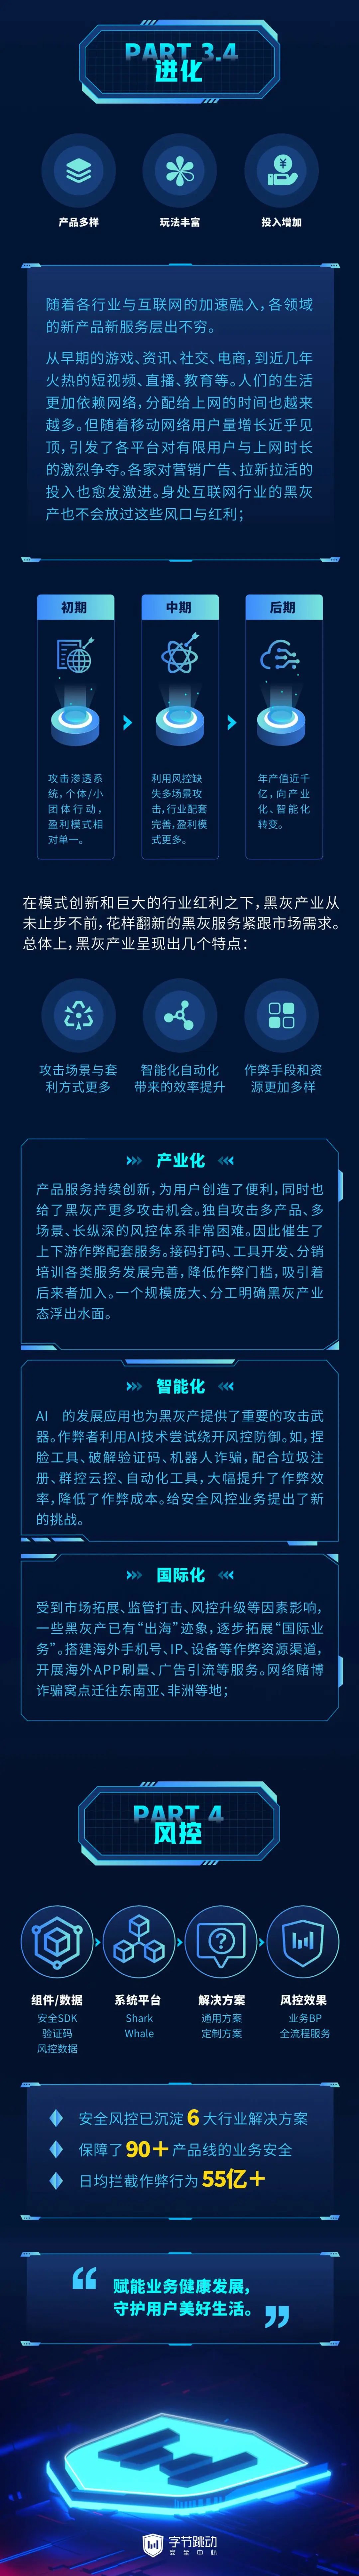 PART 3.4
进化
产品多样
玩法丰富
投入增加
随着各行业与互联网的加速融入,各领域
的新产品新服务层出不穷。
从早期的游戏、资讯、社交、电商,到近几年
火热的短视频、直播、教育等。人们的生活
更加依赖网络,分配给上网的时间也越来
越多。但随着移动网络用户量增长近乎见
顶,引发了各平台对有限用户与上网时长
的激烈争夺。各家对营销广告、拉新拉活的
投入也愈发激进。身处互联网行业的黑灰
产也不会放过这些风口与红利;
初期
攻击渗透系
统,个体/小
团体行动,
盈利模式相
对单一。
中期
利用风控缺
失多场景攻
击,行业配套
完善,盈利模
式更多。
后期
年产值近千
亿,向产业
化、智能化
转变。
在模式创新和巨大的行业红利之下,黑灰产业从
未止步不前,花样翻新的黑灰服务紧跟市场需求。
总体上,黑灰产业呈现出几个特点:
攻击场景与套
利方式更多
智能化自动化
带来的效率提升
作弊手段和资
源更加多样
产业化
产品服务持续创新,为用户创造了便利,同时也
给了黑灰产更多攻击机会。独自攻击多产品、多
场景、长纵深的风控体系非常困难。因此催生了
上下游作弊配套服务。接码打码、工具开发、分销
培训各类服务发展完善,降低作弊门槛,吸引着
后来者加入。一个规模庞大、分工明确黑灰产业
态浮出水面。
智能化
AI 的发展应用也为黑灰产提供了重要的攻击武
器。作弊者利用AI技术尝试绕开风控防御。如,捏
脸工具、破解验证码、机器人诈骗,配合垃圾注
册、群控云控、自动化工具,大幅提升了作弊效
率,降低了作弊成本。给安全风控业务提出了新
的挑战。
国际化
受到市场拓展、监管打击、风控升级等因素影响,
一些黑灰产已有“出海”迹象,逐步拓展“国际业
务”。搭建海外手机号、IP、设备等作弊资源渠道,
开展海外APP刷量、广告引流等服务。网络赌博
诈骗窝点迁往东南亚、非洲等地;
PART 4
风控
组件/数据
安全SDK
验证码
风控数据
系统平台
Shark
Whale
解决方案
通用方案
定制方案
风控效果
业务BP
全流程服务
安全风控已沉淀 6 大行业解决方案
保障了 90+ 产品线的业务安全
日均拦截作弊行为 55亿+
“赋能业务健康发展,
守护用户美好生活。”
字节跳动
安全中心